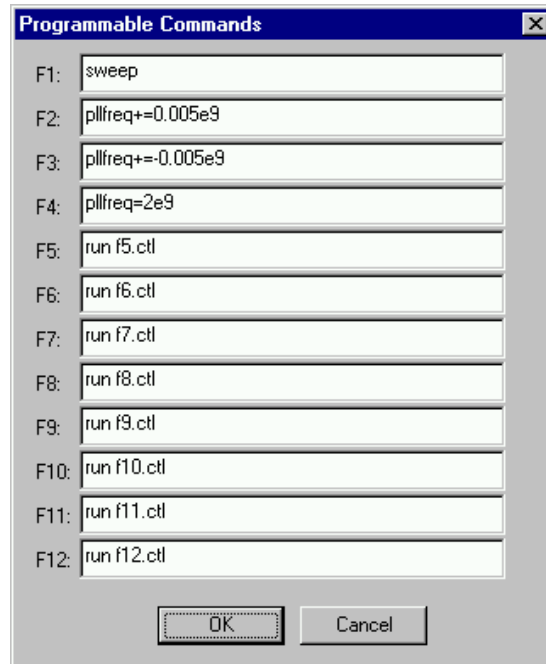 Programmable Commands
F1: sweep
F2: pllfreq+=0.005e9
F3: pllfreq+=-0.005e9
F4: pllfreq=2e9
F5: run f5.ctl
F6: run f6.ctl
F7: run f7.ctl
F8: run f8.ctl
F9: run f9.ctl
F10: run f10.ctl
F11: run f11.ctl
F12: run f12.ctl
OK Cancel